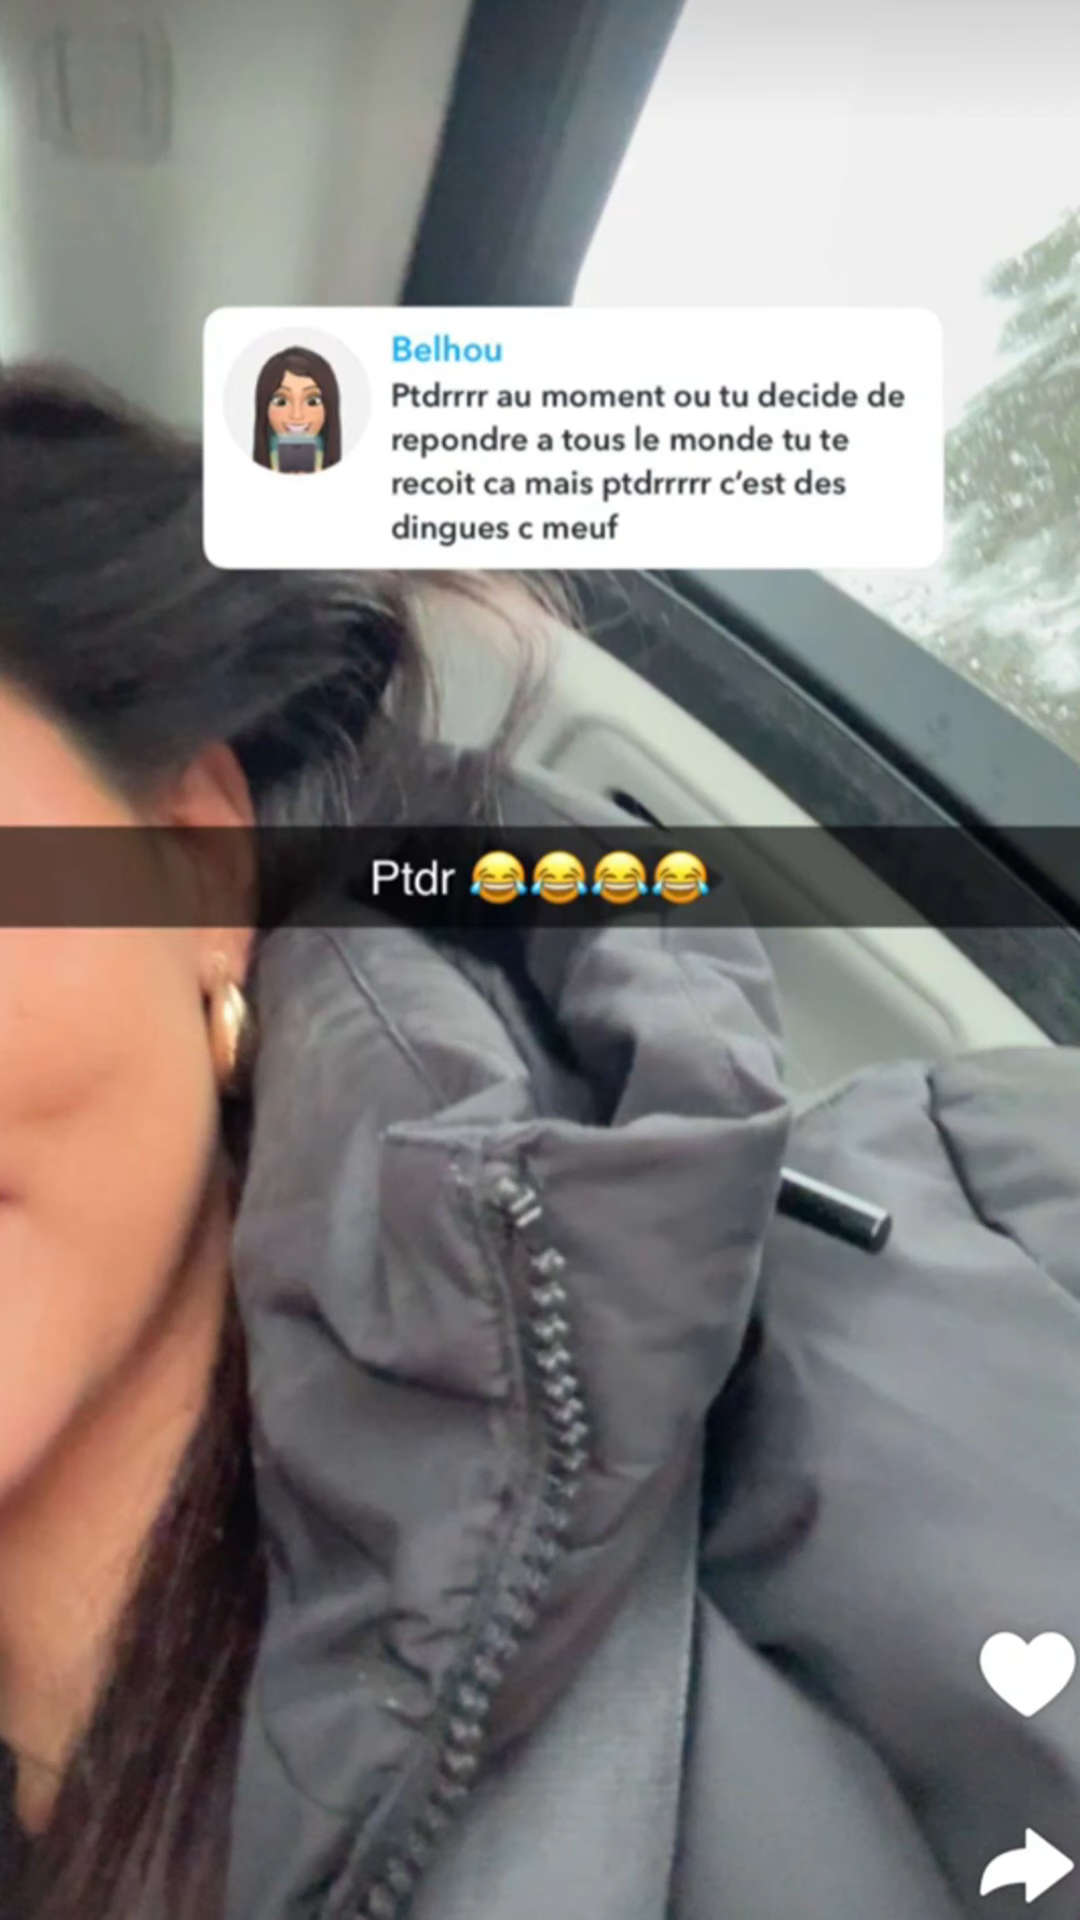 Belhou
Ptdrrrr au moment ou tu decide de
repondre a tous le monde tu te
recoit ca mais ptdrrrrr c’est des
dingues c meuf
Ptdr 😂😂😂😂